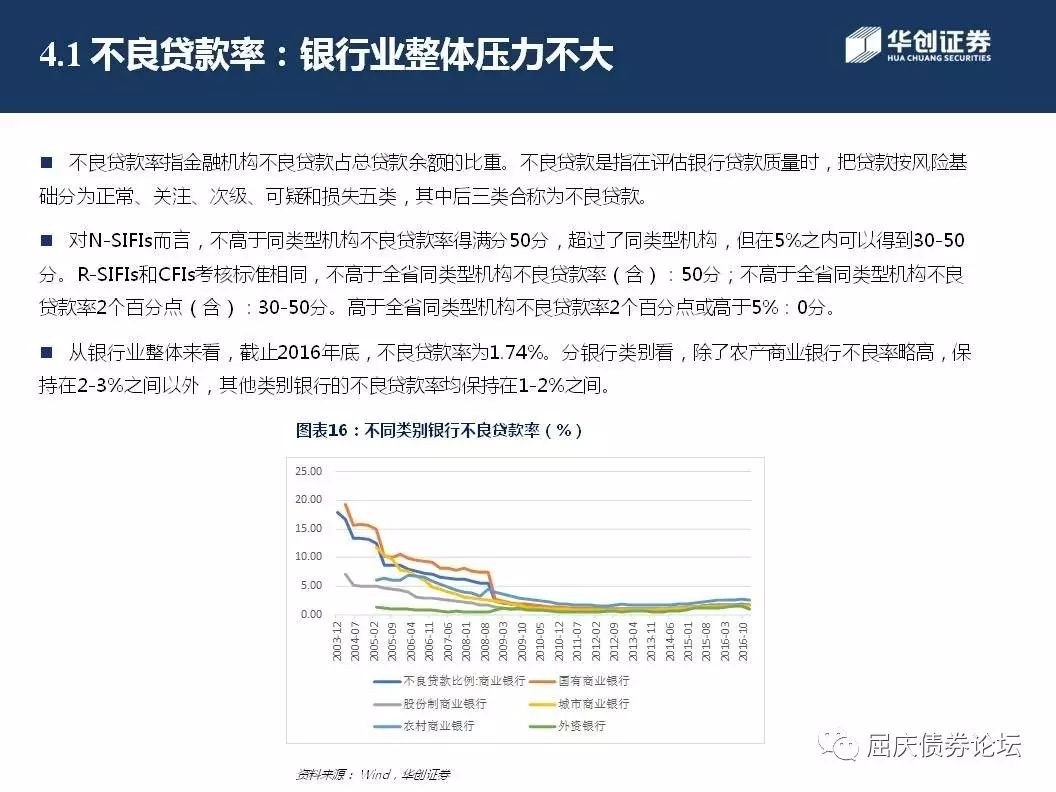 4.1 不良贷款率：银行业整体压力不大
华创证券
HUA CHUANG SECURITIES
■ 不良贷款率指金融机构不良贷款占总贷款余额的比重。不良贷款是指在评估银行贷款质量时，把贷款按风险基
础分为正常、关注、次级、可疑和损失五类，其中后三类合称为不良贷款。
■ 对N-SIFIs而言，不高于同类型机构不良贷款率得满分50分，超过了同类型机构，但在5%之内可以得到30-50
分。R-SIFIs和CFIs考核标准相同，不高于全省同类型机构不良贷款率（含）：50分；不高于全省同类型机构不良
贷款率2个百分点（含）：30-50分。高于全省同类型机构不良贷款率2个百分点或高于5%：0分。
■ 从银行业整体来看，截止2016年底，不良贷款率为1.74%。分银行类别看，除了农产商业银行不良率略高，保
持在2-3%之间以外，其他类别银行的不良贷款率均保持在1-2%之间。
图表16：不同类别银行不良贷款率（%）
25.00
20.00
15.00
10.00
5.00
0.00
2003-12
2004-07
2005-02
2005-09
2006-04
2006-11
2007-06
2008-01
2008-08
2009-03
2009-10
2010-05
2010-12
2011-07
2012-02
2012-09
2013-04
2013-11
2014-06
2015-01
2015-08
2016-03
2016-10
不良贷款比例:商业银行 国有商业银行
股份制商业银行 城市商业银行
农村商业银行 外资银行
资料来源：Wind，华创证券
屈庆债券论坛